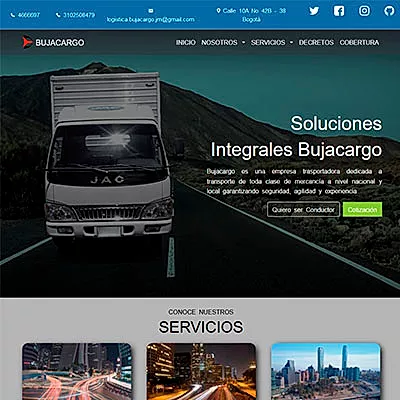 4666697
3102506479
logistica.bujacargo.jm@gmail.com
Calle 10A No 42B - 38
Bogotá
BUJACARGO
INICIO NOSOTROS SERVICIOS DECRETOS COBERTURA
Soluciones
Integrales Bujacargo
Bujacargo es una empresa trasportadora dedicada a
transporte de toda clase de mercancía a nivel nacional y
local garantizando seguridad, agilidad y experiencia
Quiero ser Conductor
Cotización
JAC
CONOCE NUESTROS
SERVICIOS